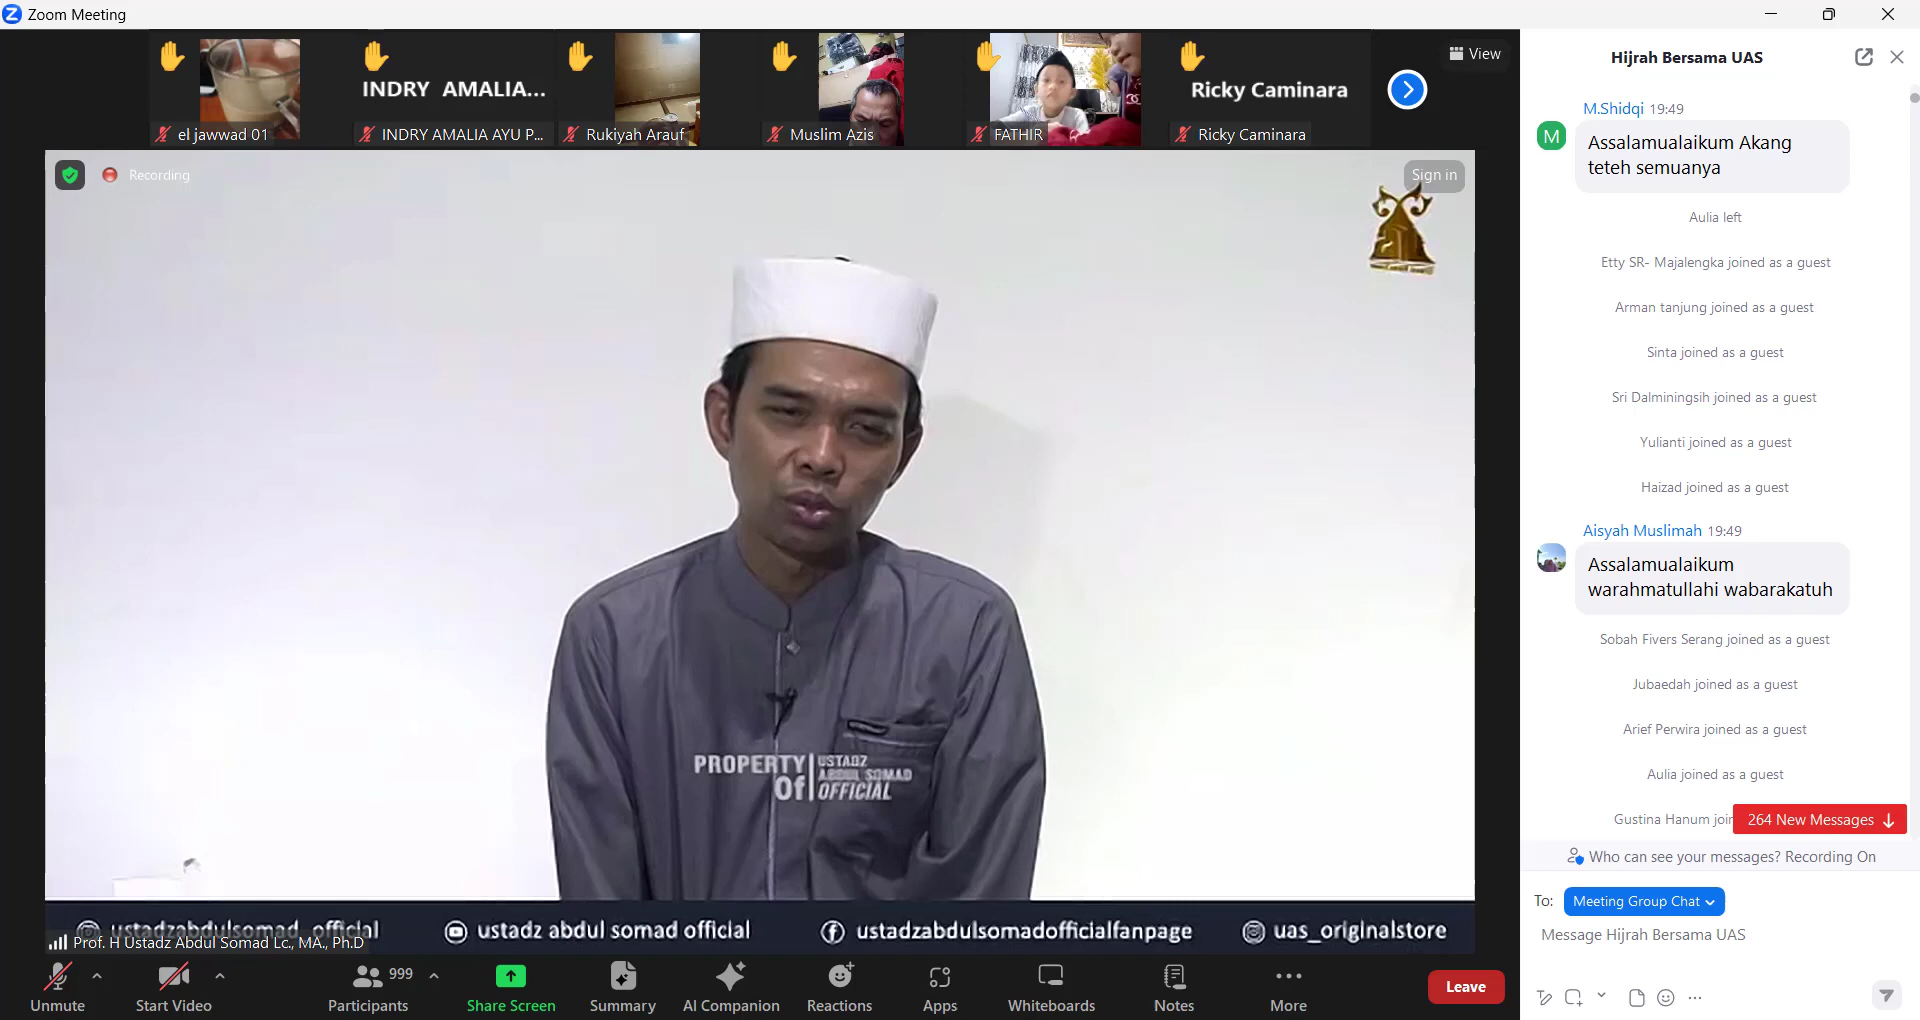 Zoom Meeting
View
INDRY AMALIA...
Ricky Caminara
el jawwad 01
INDRY AMALIA AYU P...
Rukiyah Arauf
Muslim Azis
FATHIR
Ricky Caminara
Recording
Sign in
PROPERTY Of
USTADZ
ABDUL SOMAD
OFFICIAL
ustadzabdulsomad_official
ustadz abdul somad official
ustadzabdulsomadofficialfanpage
uas_originalstore
Prof. H Ustadz Abdul Somad Lc., MA., Ph.D
Unmute
Start Video
999
Participants
Share Screen
Summary
AI Companion
Reactions
Apps
Whiteboards
Notes
More
Leave
Hijrah Bersama UAS
M.Shidqi 19:49
M
Assalamualaikum Akang
teteh semuanya
Aulia left
Etty SR- Majalengka joined as a guest
Arman tanjung joined as a guest
Sinta joined as a guest
Sri Dalminingsih joined as a guest
Yulianti joined as a guest
Haizad joined as a guest
Aisyah Muslimah 19:49
Assalamualaikum
warahmatullahi wabarakatuh
Sobah Fivers Serang joined as a guest
Jubaedah joined as a guest
Arief Perwira joined as a guest
Aulia joined as a guest
Gustina Hanum joi
264 New Messages
Who can see your messages? Recording On
To: Meeting Group Chat
Message Hijrah Bersama UAS